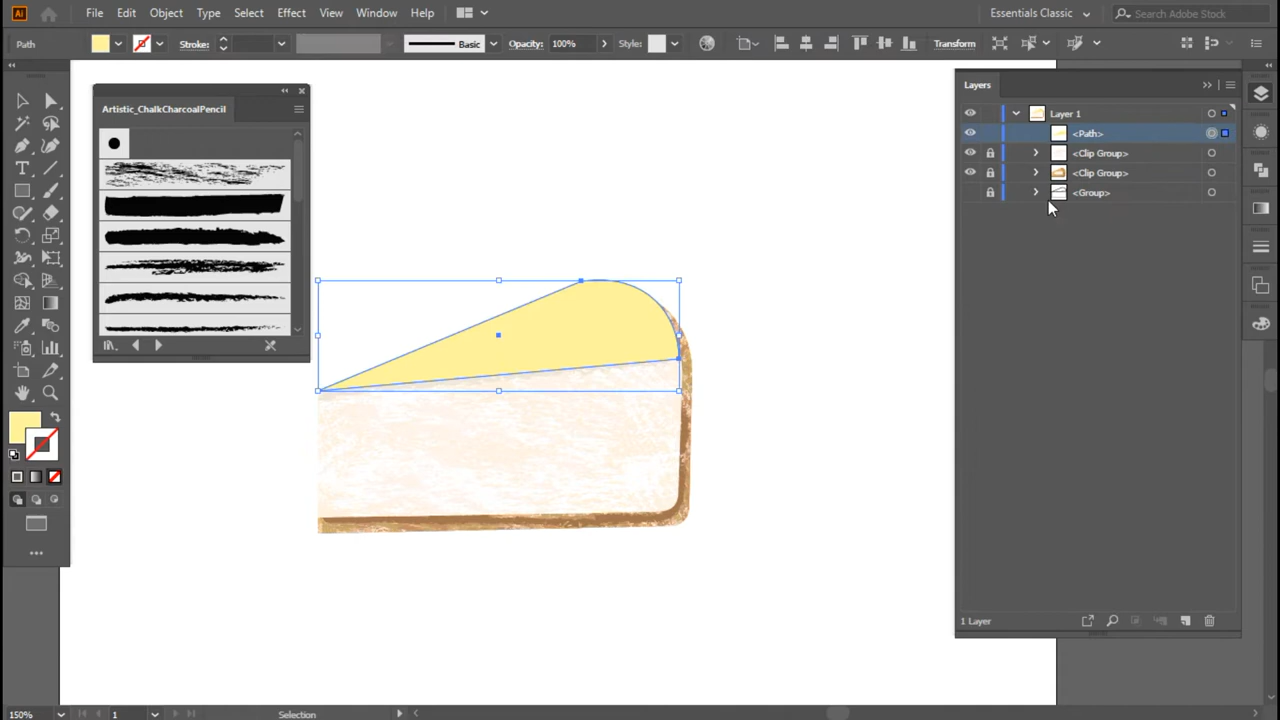 Ai File Edit Object Type Select Effect View Window Help Essentials Classic Search Adobe Stock
Path Stroke: Basic Opacity: 100% Style: Transform
Artistic_ChalkCharcoalPencil
Layers
Layer 1
<Path>
<Clip Group>
<Clip Group>
<Group>
1 Layer
150% 1 Selection